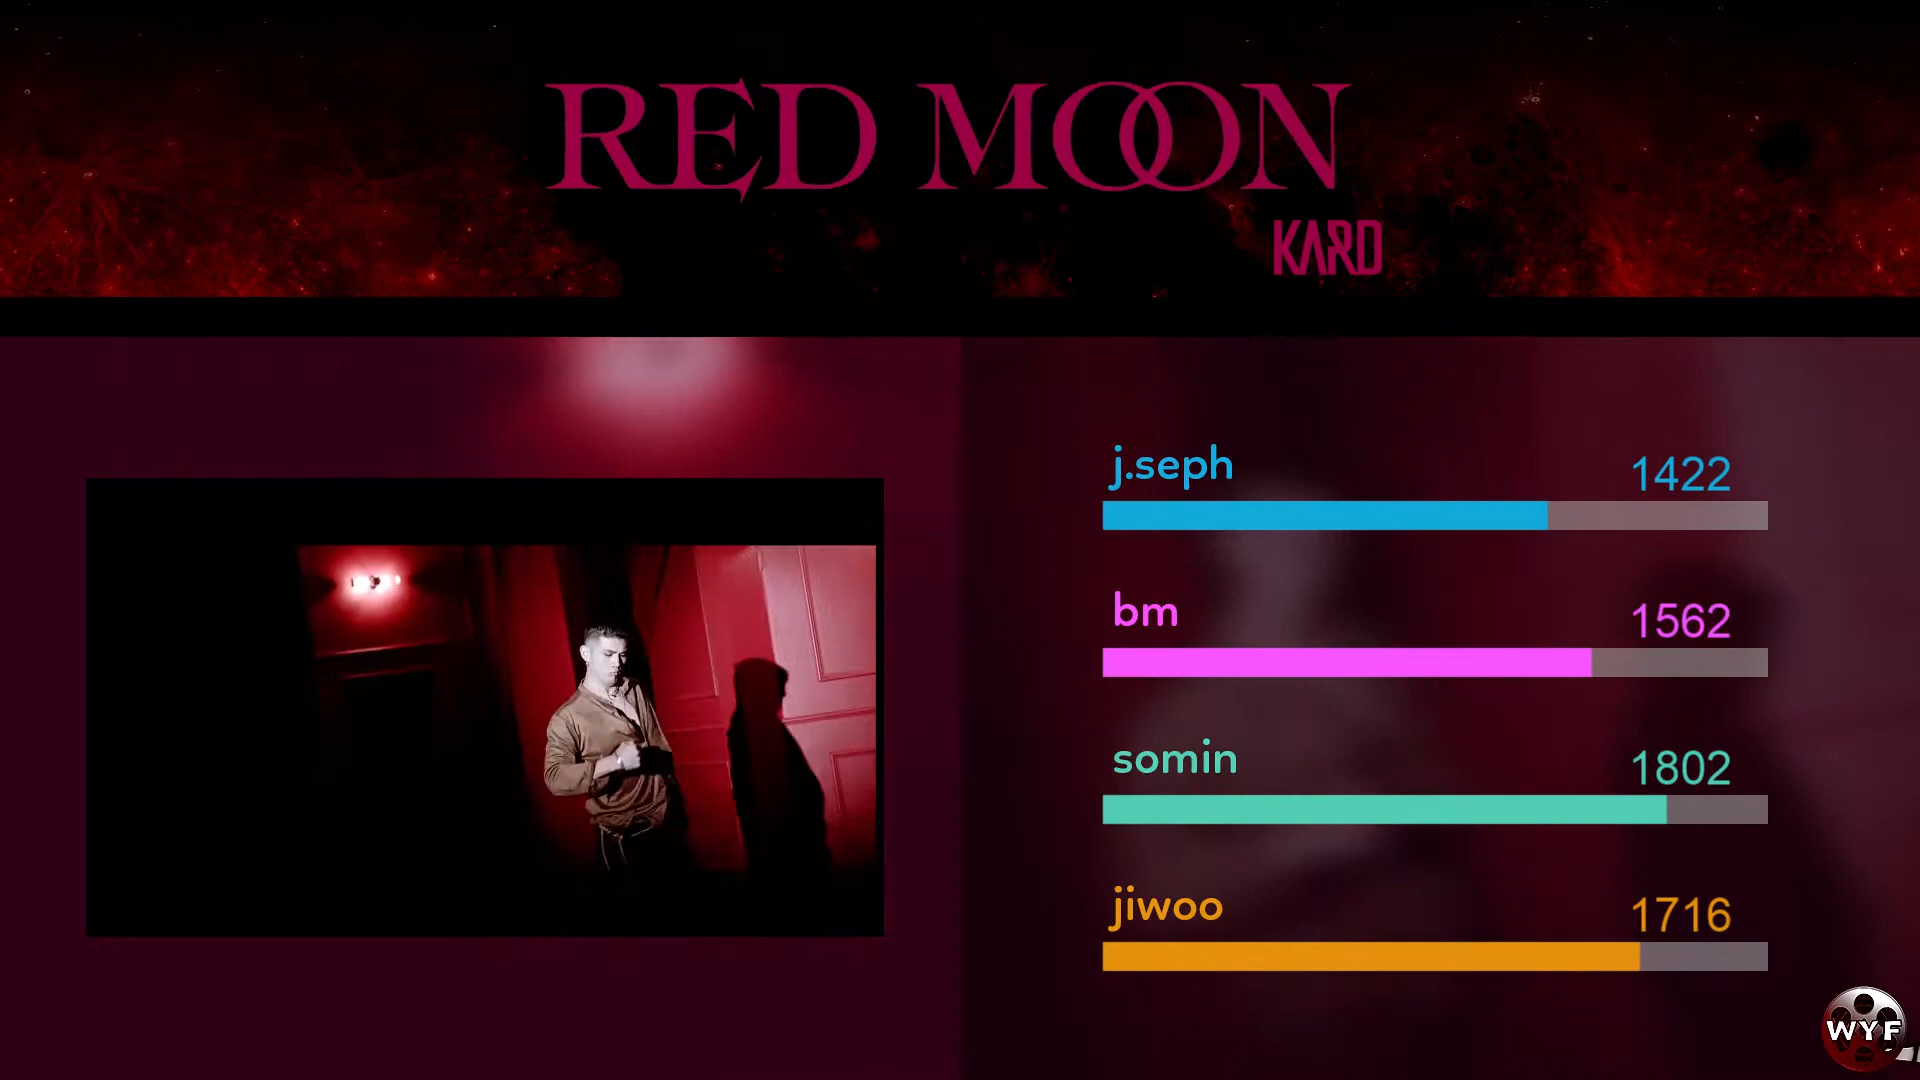 RED MOON
KARD
j.seph 1422
bm 1562
somin 1802
jiwoo 1716
WYF